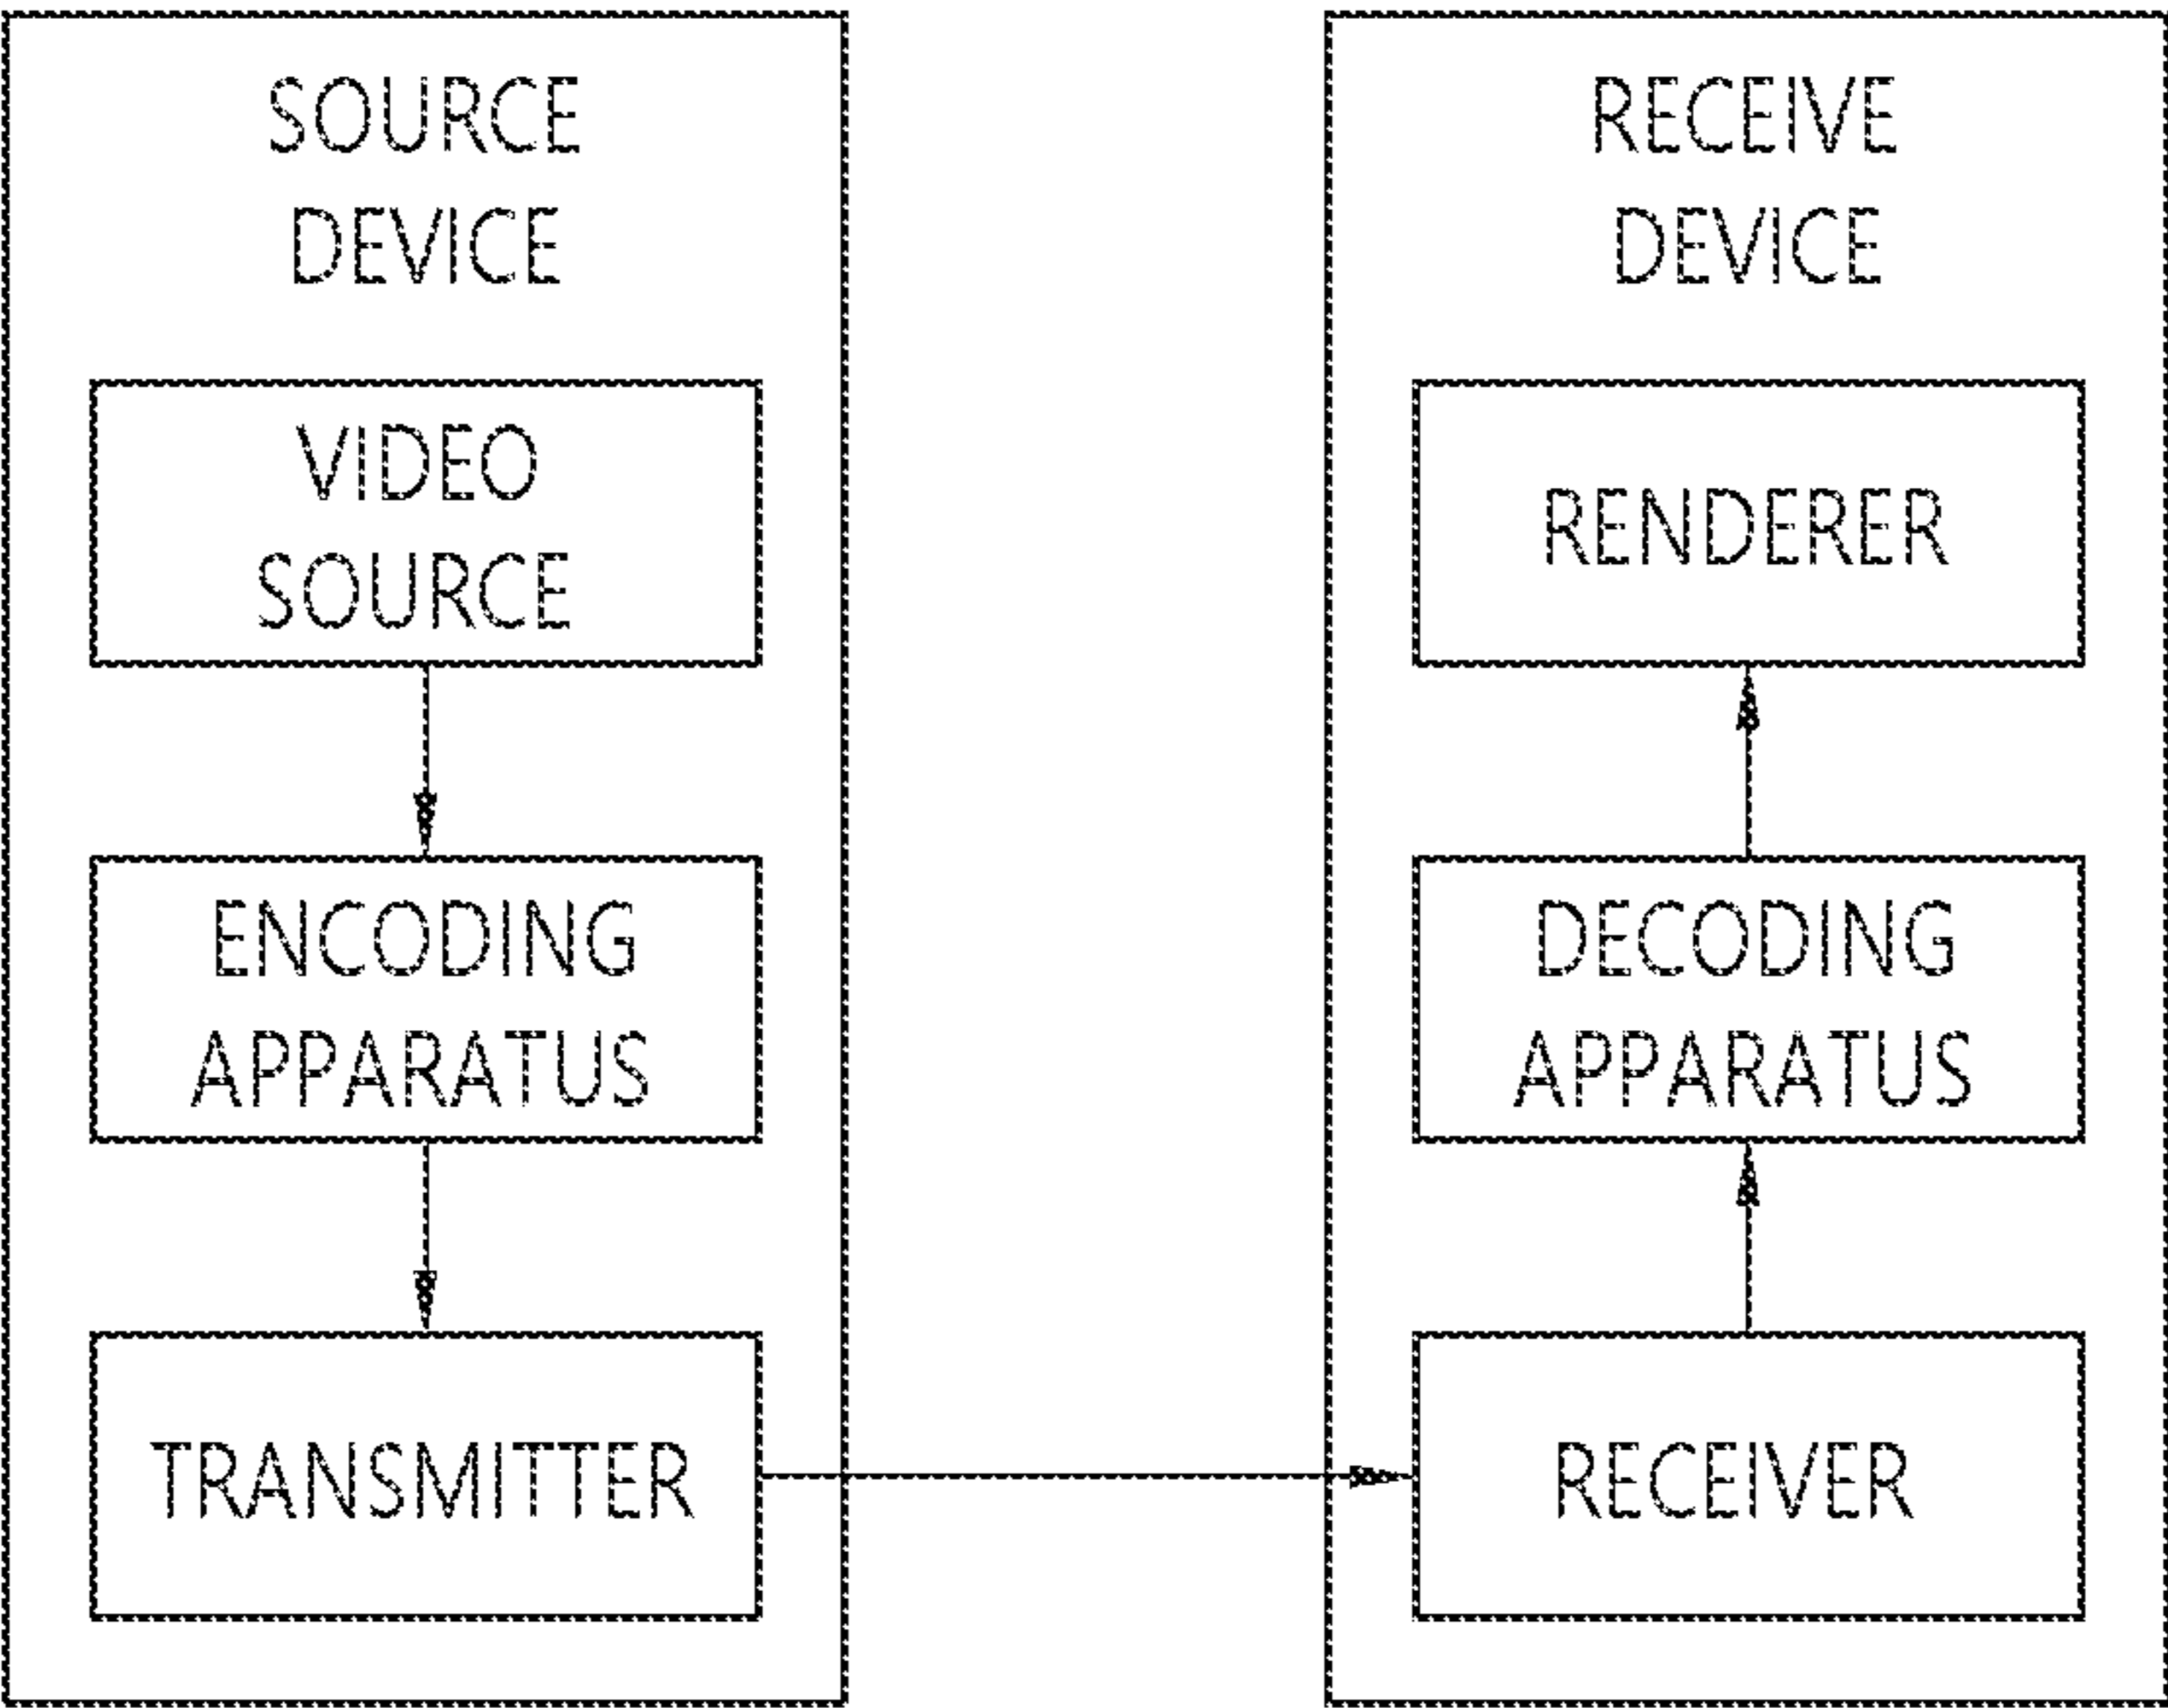 SOURCE
DEVICE
VIDEO
SOURCE
ENCODING
APPARATUS
TRANSMITTER
RECEIVE
DEVICE
RENDERER
DECODING
APPARATUS
RECEIVER